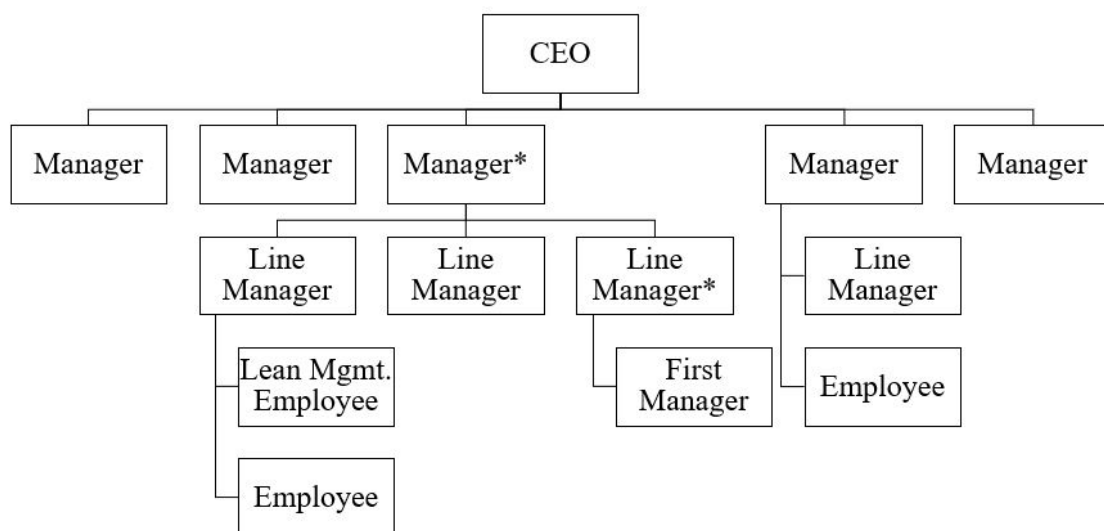 CEO
Manager
Manager
Manager*
Manager
Manager
Line
Manager
Line
Manager
Line
Manager*
Line
Manager
Lean Mgmt.
Employee
First
Manager
Employee
Employee